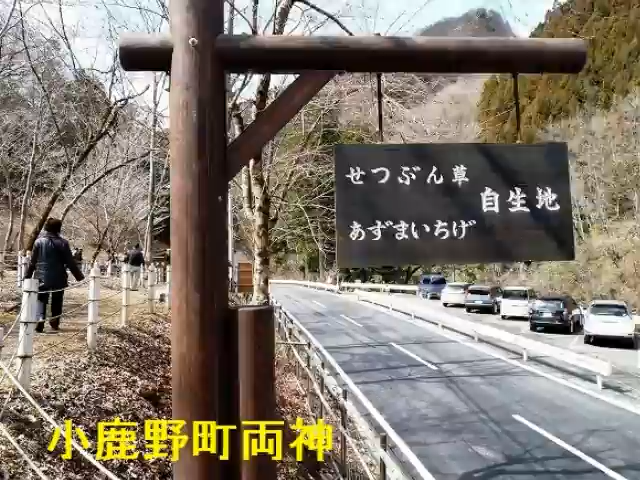 せつぶん草
自生地
あずまいちげ
小鹿野町両神